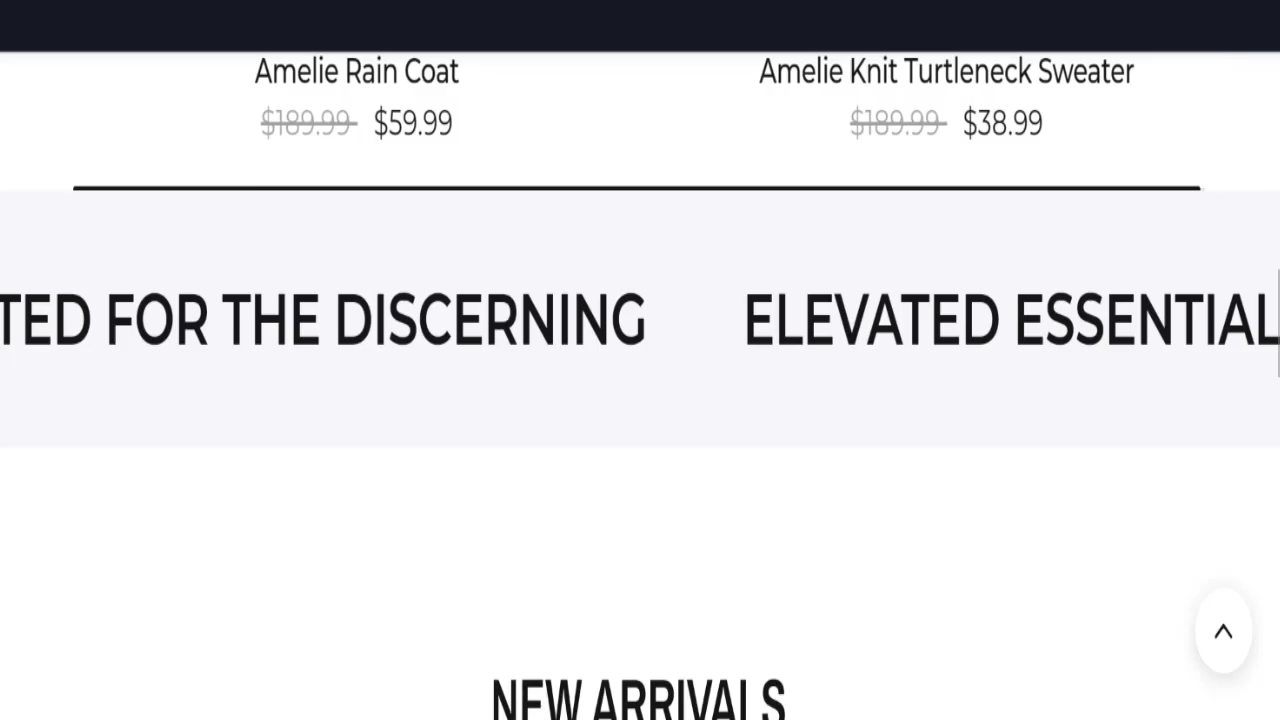 Amelie Rain Coat
$189.99 $59.99
Amelie Knit Turtleneck Sweater
$189.99 $38.99
TED FOR THE DISCERNING
ELEVATED ESSENTIAL
NEW ARRIVALS